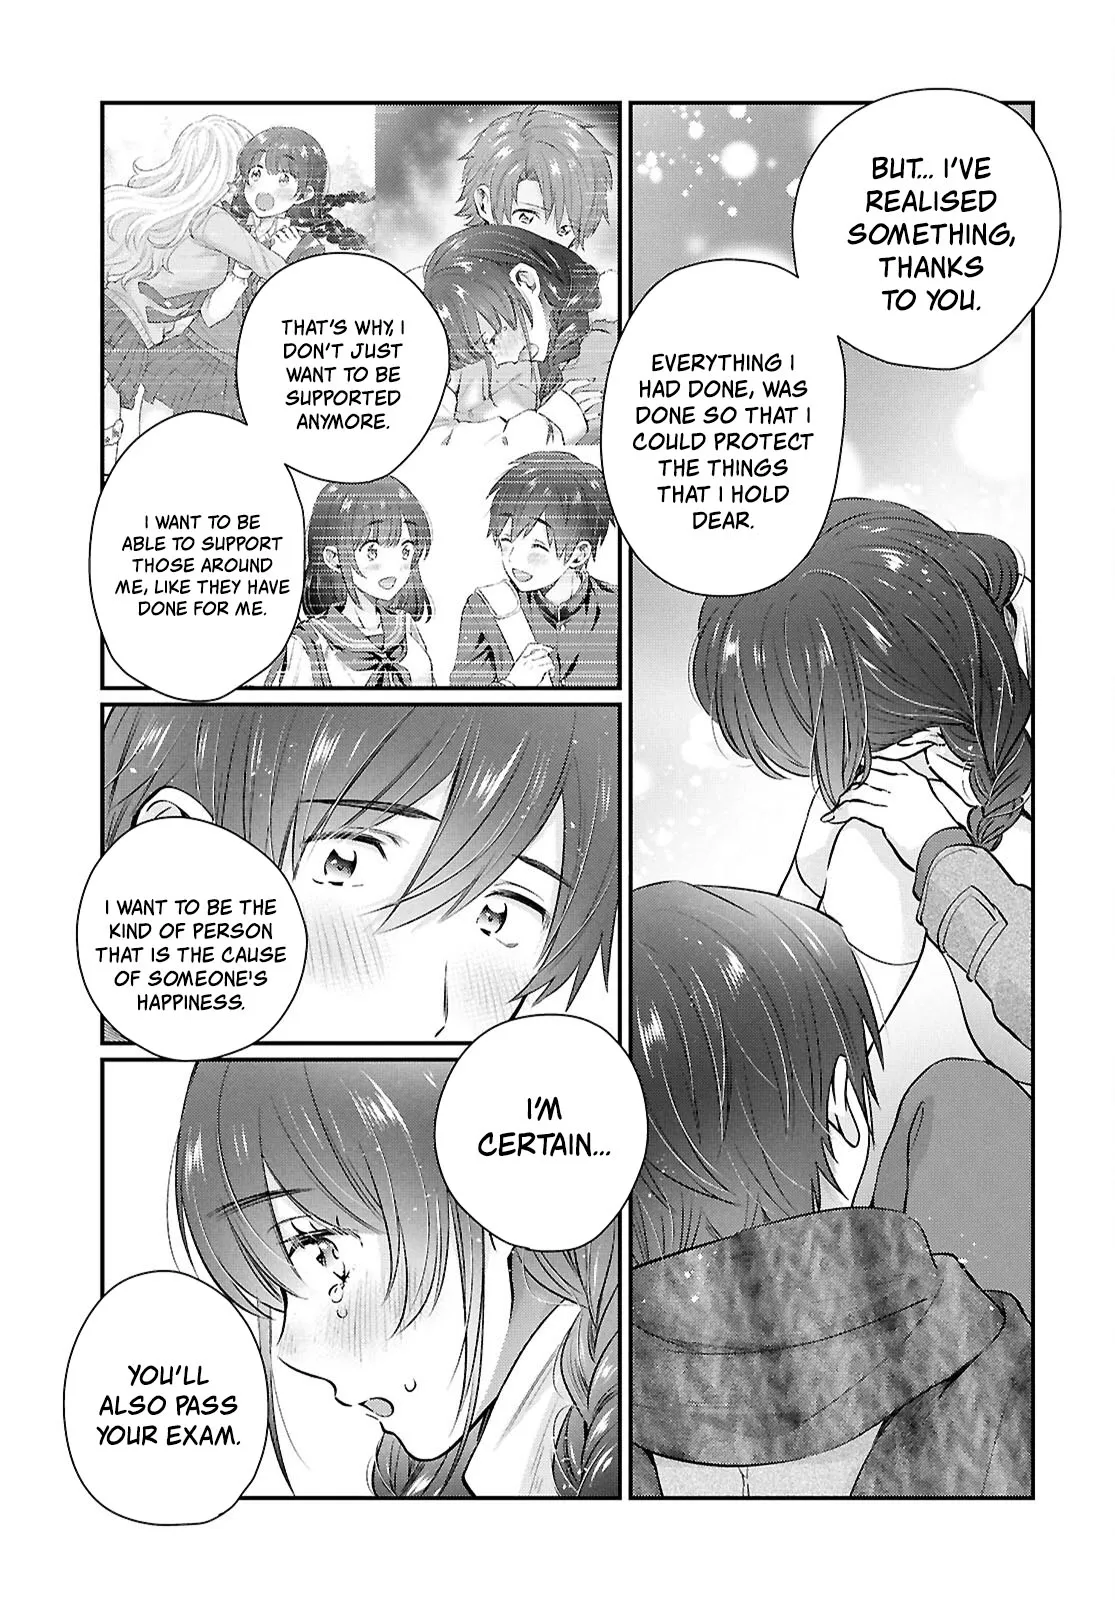 BUT... I'VE
REALISED
SOMETHING,
THANKS
TO YOU.
EVERYTHING I
HAD DONE, WAS
DONE SO THAT I
COULD PROTECT
THE THINGS
THAT I HOLD
DEAR.
THAT'S WHY, I
DON'T JUST
WANT TO BE
SUPPORTED
ANYMORE.
I WANT TO BE
ABLE TO SUPPORT
THOSE AROUND
ME, LIKE THEY HAVE
DONE FOR ME.
I WANT TO BE THE
KIND OF PERSON
THAT IS THE CAUSE
OF SOMEONE'S
HAPPINESS.
I'M
CERTAIN...
YOU'LL
ALSO PASS
YOUR EXAM.